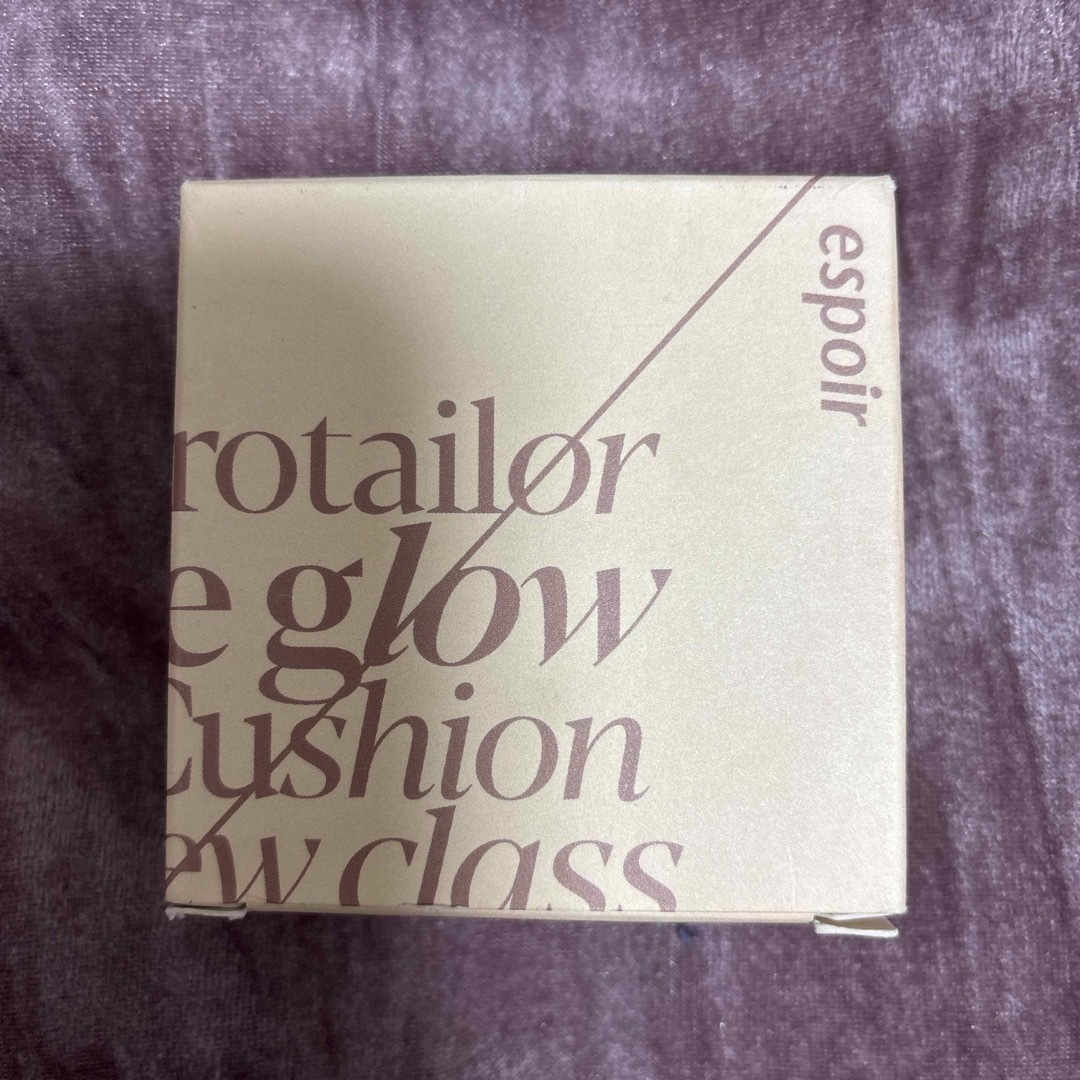 espoir
rotailor
e glow
Cushion
ew class